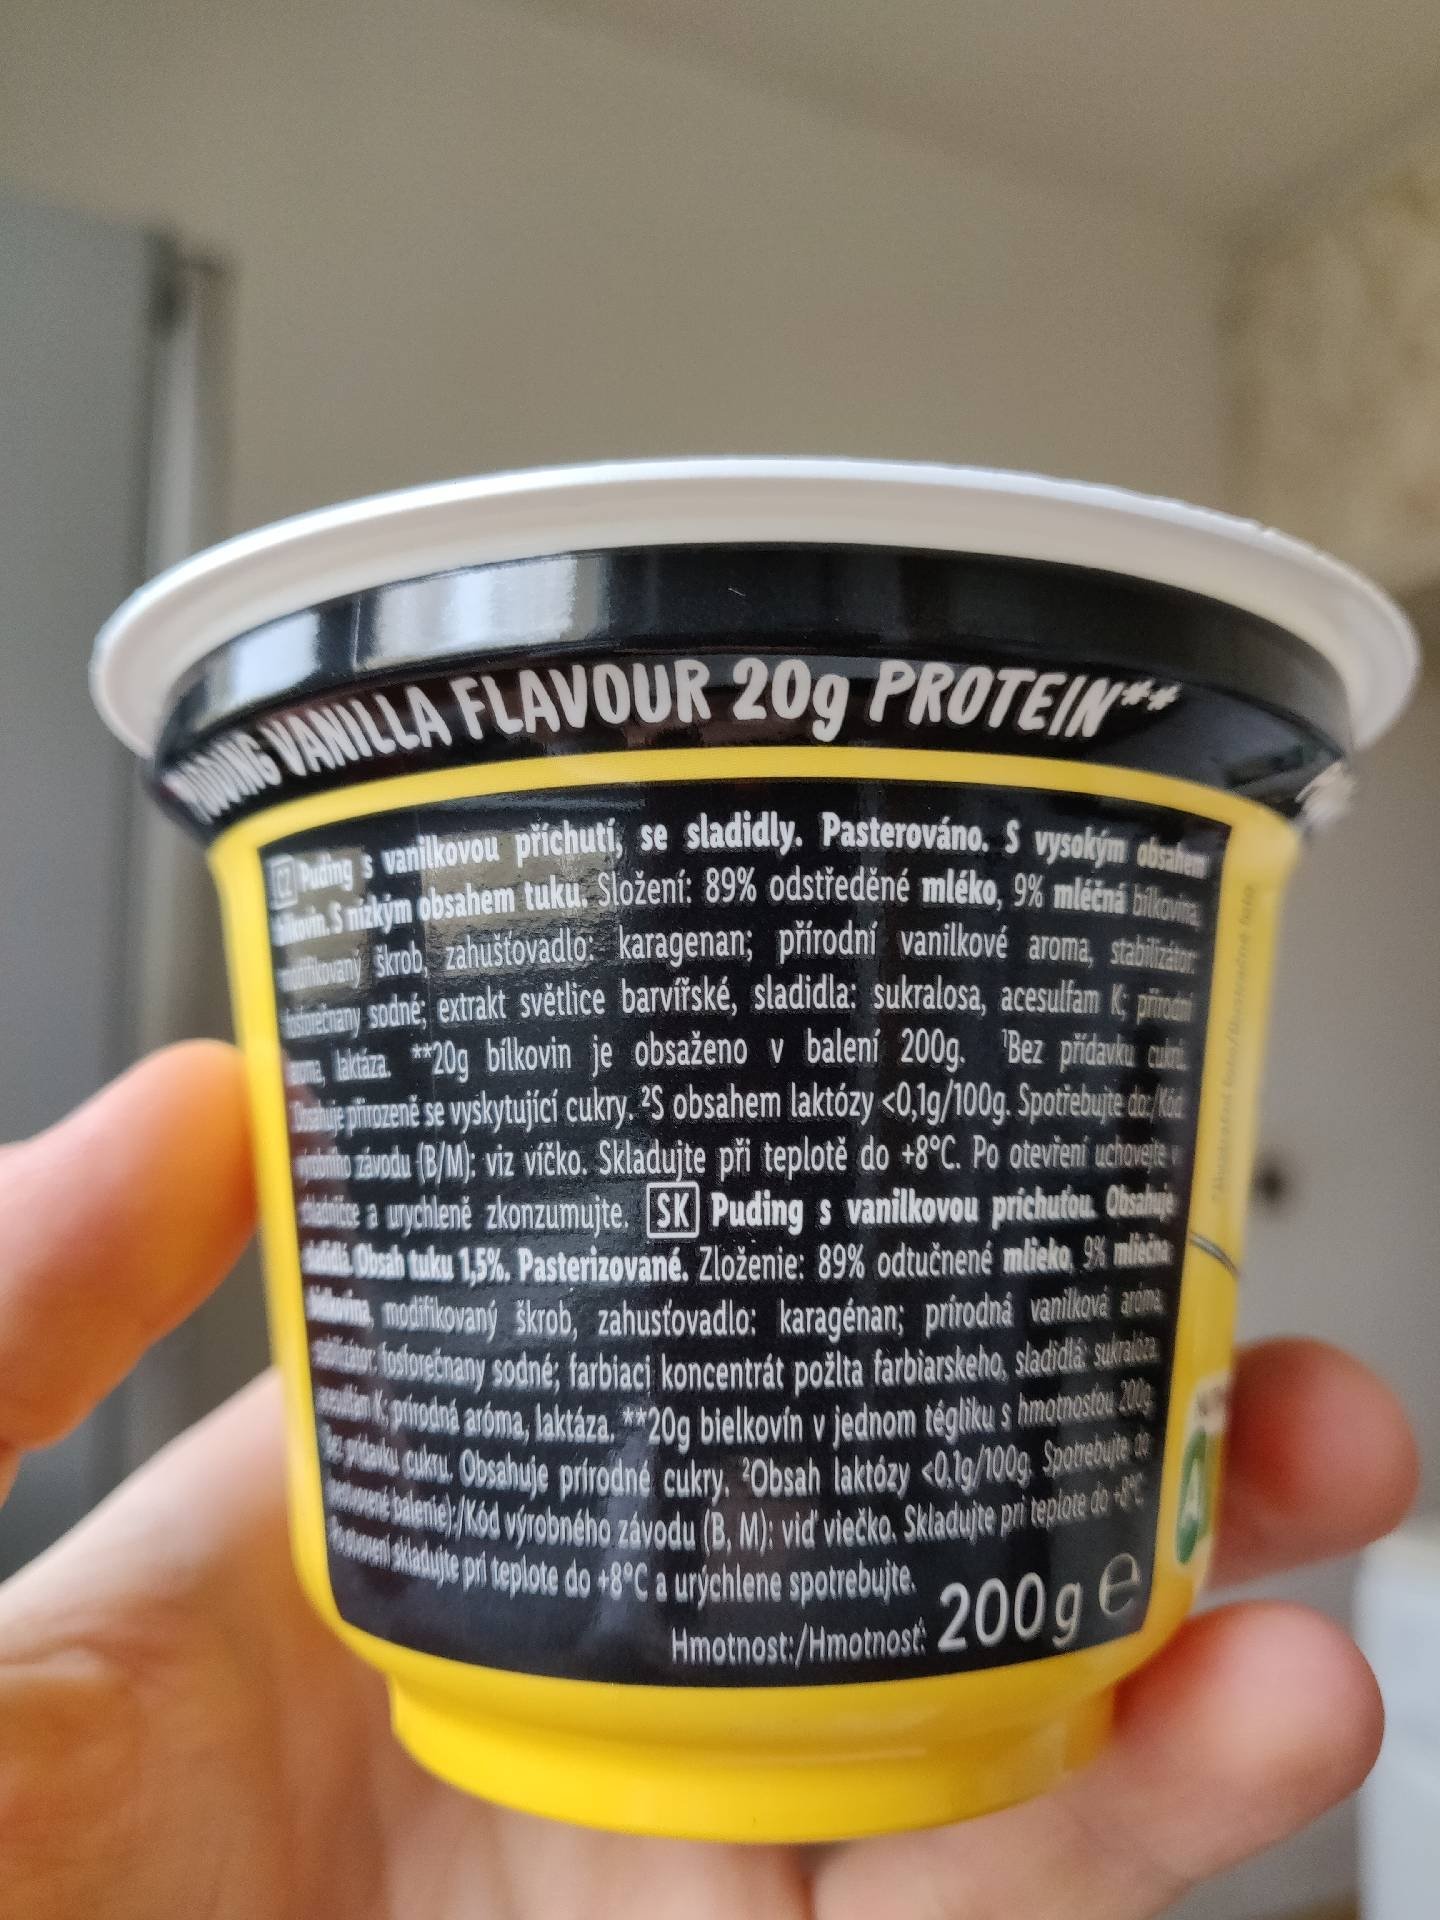 PUDDING VANILLA FLAVOUR 20g PROTEIN**
CZ Puding s vanilkovou příchutí, se sladidly. Pasterováno. S vysokým obsahem
bílkovin. S nízkým obsahem tuku. Složení: 89% odstředěné mléko, 9% mléčná bílkovina,
modifikovaný škrob, zahušťovadlo: karagenan; přírodní vanilkové aroma, stabilizátor:
fosforečnany sodné; extrakt světlice barvířské, sladidla: sukralosa, acesulfam K; přírodní
aroma, laktáza. **20g bílkovin je obsaženo v balení 200g. ¹Bez přídavku cukrů.
Obsahuje přirozeně se vyskytující cukry. ²S obsahem laktózy <0,1g/100g. Spotřebujte do:/Kód
výrobního závodu (B/M): viz víčko. Skladujte při teplotě do +8°C. Po otevření uchovejte v
chladničce a urychleně zkonzumujte. SK Puding s vanilkovou príchuťou. Obsahuje
sladidlá. Obsah tuku 1,5%. Pasterizované. Zloženie: 89% odtučnené mlieko, 9% mliečna
bielkovina, modifikovaný škrob, zahusťovadlo: karagénan; prírodná vanilková aróma,
stabilizátor: fosforečnany sodné; farbiaci koncentrát požlta farbiarskeho, sladidlá: sukralóza,
acesulfám K; prírodná aróma, laktáza. **20g bielkovín v jednom tégliku s hmotnosťou 200g.
¹Bez prídavku cukru. Obsahuje prírodné cukry. ²Obsah laktózy <0,1g/100g. Spotrebujte do
(neotvorené balenie):/Kód výrobného závodu (B, M): viď viečko. Skladujte pri teplote do +8°C.
Po otvorení skladujte pri teplote do +8°C a urýchlene spotrebujte.
Hmotnost:/Hmotnosť: 200g e
A